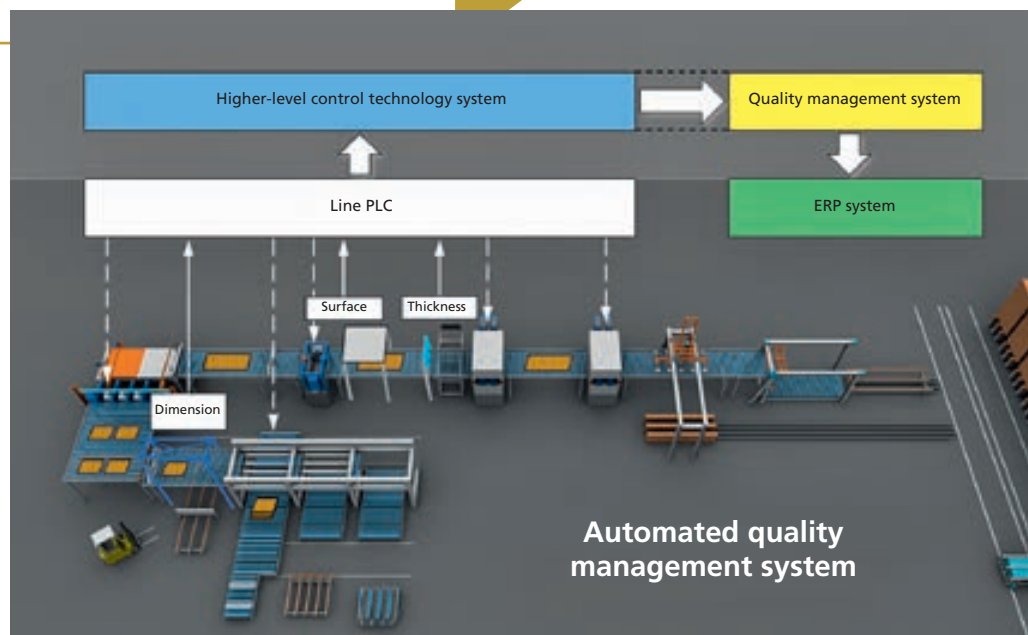 Higher-level control technology system
Quality management system
Line PLC
ERP system
Surface
Thickness
Dimension
Automated quality
management system